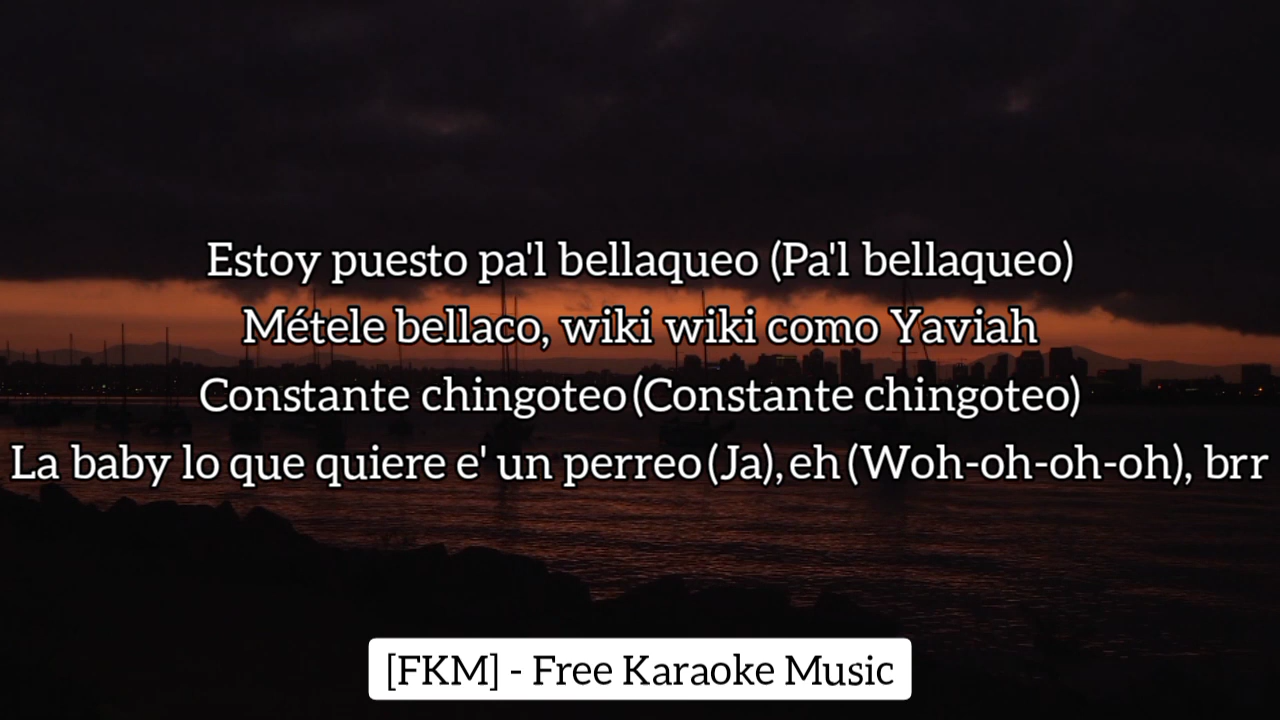 Estoy puesto pa'l bellaqueo (Pa'l bellaqueo)
Métele bellaco, wiki wiki como Yaviah
Constante chingoteo (Constante chingoteo)
La baby lo que quiere e' un perreo (Ja), eh (Woh-oh-oh-oh), brr
[FKM] - Free Karaoke Music